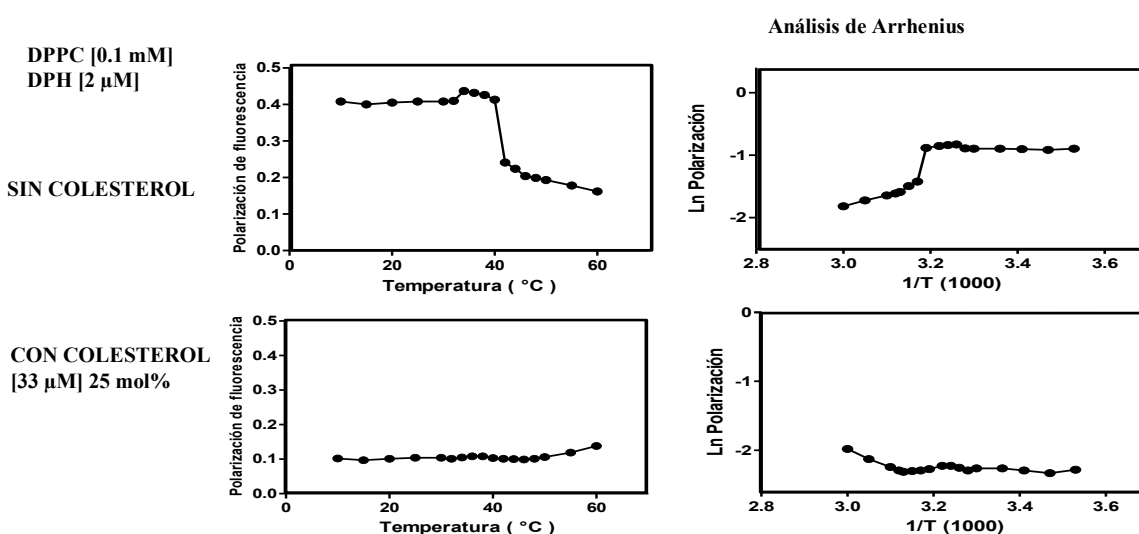 Análisis de Arrhenius
DPPC [0.1 mM]
DPH [2 µM]
SIN COLESTEROL
Polarización de fluorescencia
0.5
0.4
0.3
0.2
0.1
0.0
0
20
40
60
Temperatura ( °C )
Ln Polarización
0
-1
-2
2.8
3.0
3.2
3.4
3.6
1/T (1000)
CON COLESTEROL
[33 µM] 25 mol%
Polarización de fluorescencia
0.5
0.4
0.3
0.2
0.1
0.0
0
20
40
60
Temperatura ( °C )
Ln Polarización
0
-1
-2
2.8
3.0
3.2
3.4
3.6
1/T (1000)